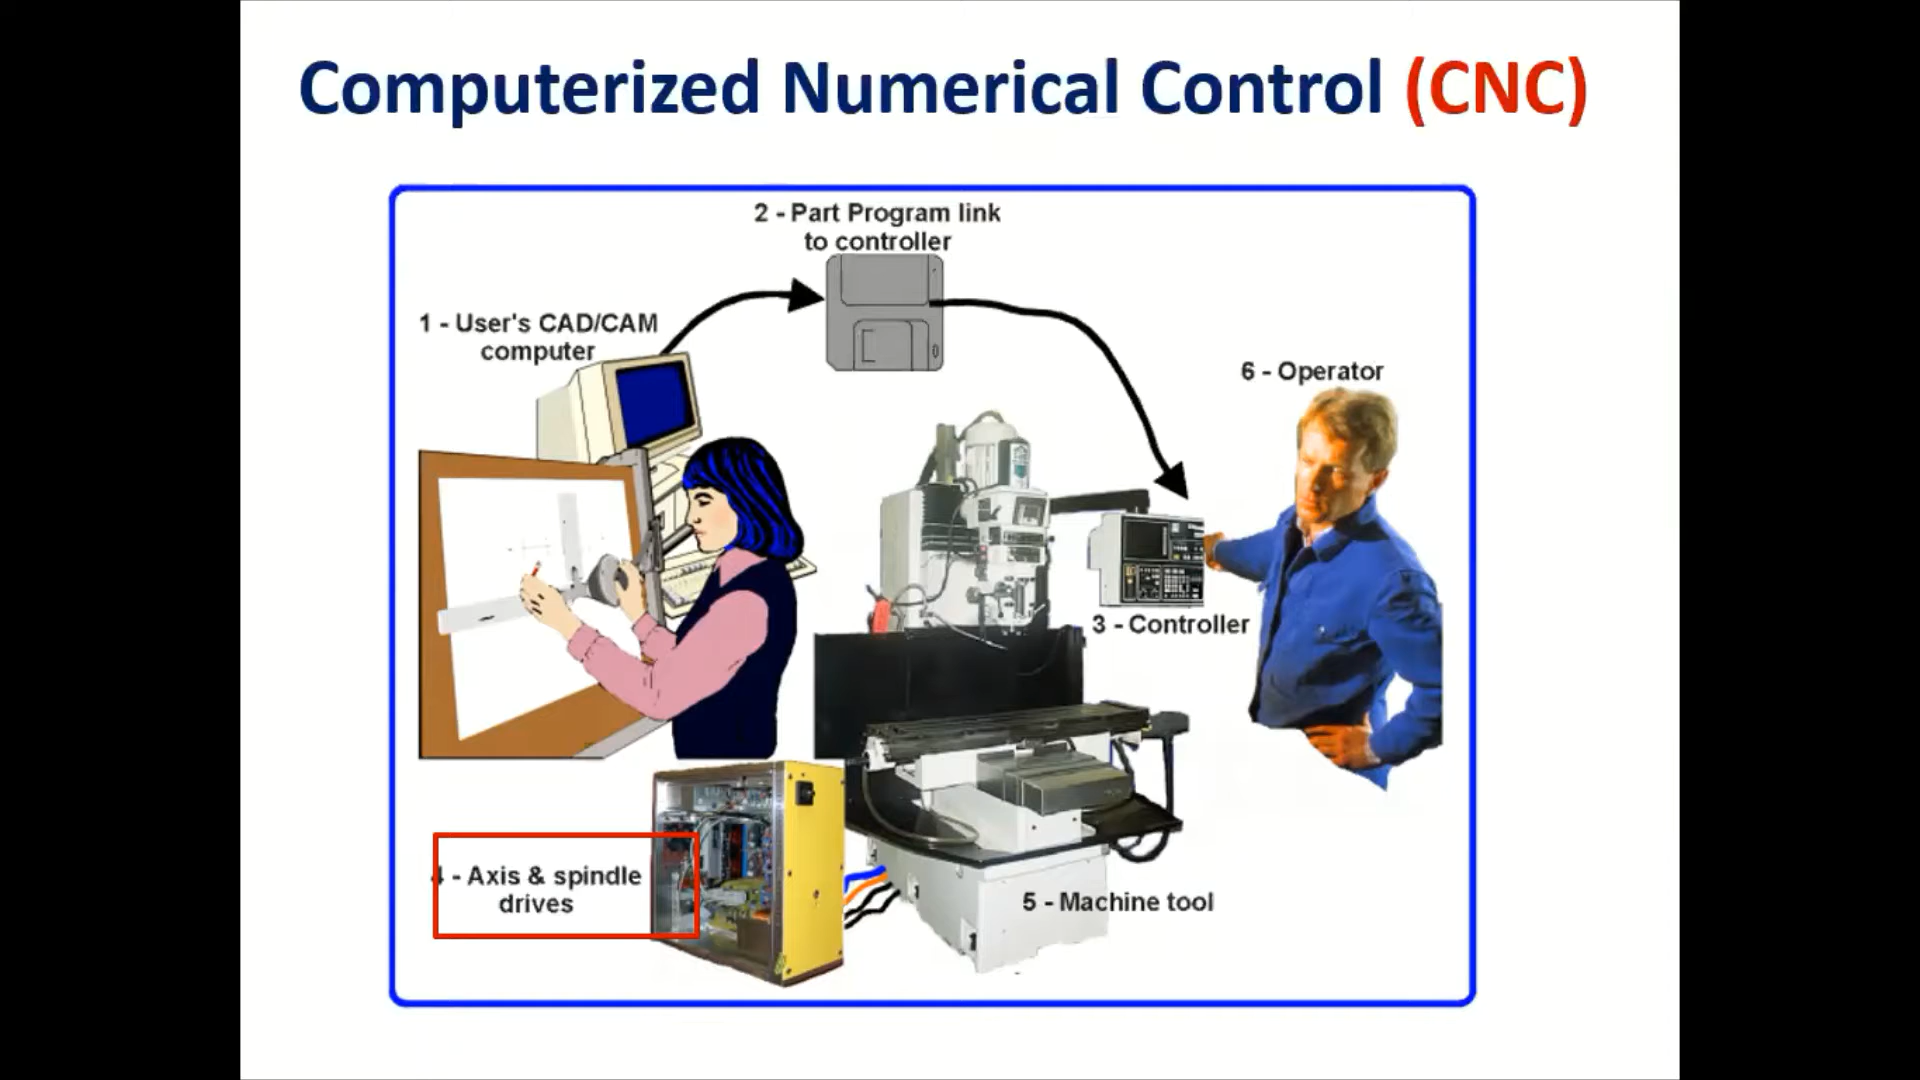 Computerized Numerical Control (CNC)
2 - Part Program link
to controller
1 - User's CAD/CAM
computer
6 - Operator
3 - Controller
4 - Axis & spindle
drives
5 - Machine tool